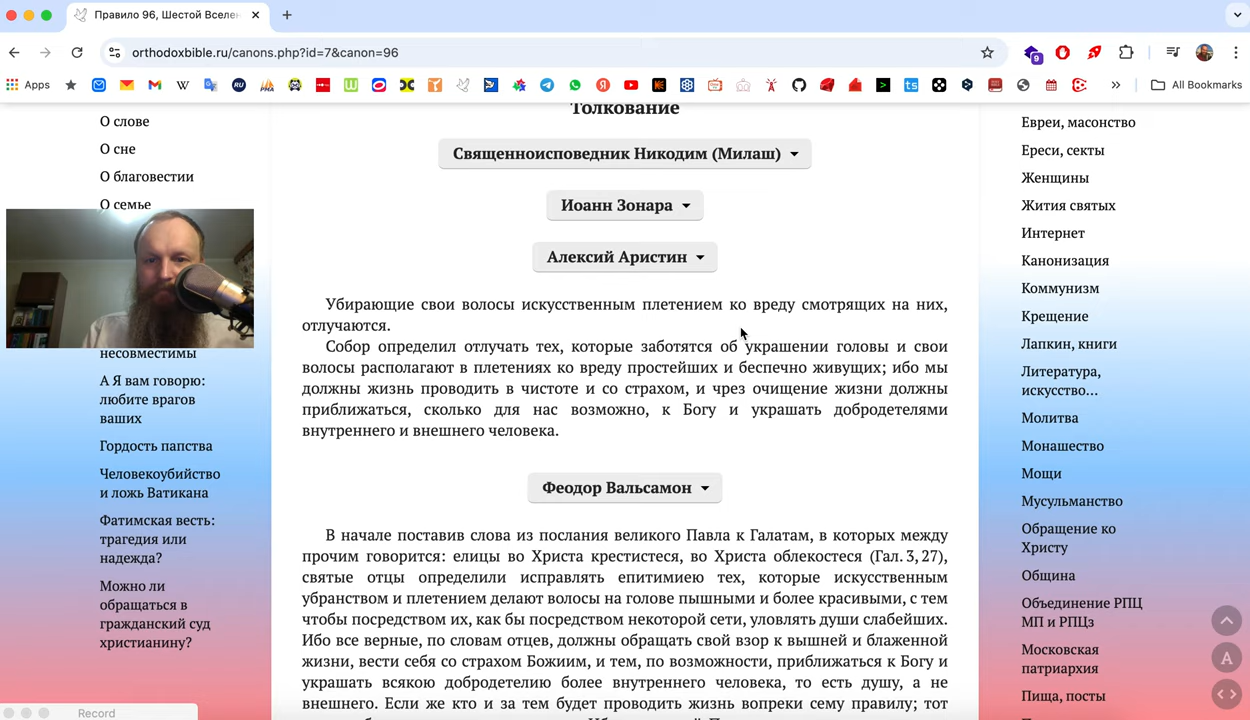 Правило 96, Шестой Вселен
orthodoxbible.ru/canons.php?id=7&canon=96
Apps
All Bookmarks
О слове
О сне
О благовестии
О семье
несовместимы
А Я вам говорю:
любите врагов
ваших
Гордость папства
Человекоубийство
и ложь Ватикана
Фатимская весть:
трагедия или
надежда?
Можно ли
обращаться в
гражданский суд
христианину?
Record
Толкование
Священноисповедник Никодим (Милаш)
Иоанн Зонара
Алексий Аристин
Убирающие свои волосы искусственным плетением ко вреду смотрящих на них,
отлучаются.
Собор определил отлучать тех, которые заботятся об украшении головы и свои
волосы располагают в плетениях ко вреду простейших и беспечно живущих; ибо мы
должны жизнь проводить в чистоте и со страхом, и чрез очищение жизни должны
приближаться, сколько для нас возможно, к Богу и украшать добродетелями
внутреннего и внешнего человека.
Феодор Вальсамон
В начале поставив слова из послания великого Павла к Галатам, в которых между
прочим говорится: елицы во Христа крестистеся, во Христа облекостеся (Гал. 3, 27),
святые отцы определили исправлять епитимиею тех, которые искусственным
убранством и плетением делают волосы на голове пышными и более красивыми, с тем
чтобы посредством их, как бы посредством некоторой сети, уловлять души слабейших.
Ибо все верные, по словам отцев, должны обращать свой взор к вышней и блаженной
жизни, вести себя со страхом Божиим, и тем, по возможности, приближаться к Богу и
украшать всякою добродетелию более внутреннего человека, то есть душу, а не
внешнего. Если же кто и за тем будет проводить жизнь вопреки сему правилу; тот
Евреи, масонство
Ереси, секты
Женщины
Жития святых
Интернет
Канонизация
Коммунизм
Крещение
Лапкин, книги
Литература,
искусство...
Молитва
Монашество
Мощи
Мусульманство
Обращение ко
Христу
Община
Объединение РПЦ
МП и РПЦз
Московская
патриархия
Пища, посты
A